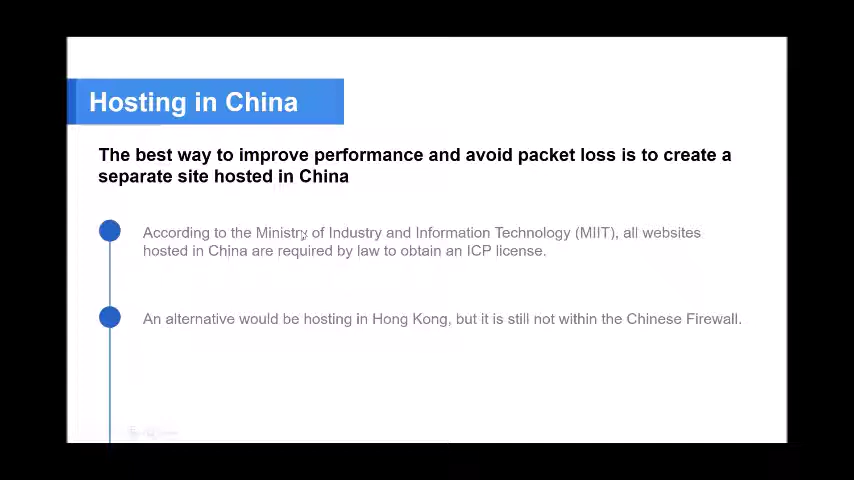 Hosting in China
The best way to improve performance and avoid packet loss is to create a
separate site hosted in China
According to the Ministry of Industry and Information Technology (MIIT), all websites
hosted in China are required by law to obtain an ICP license.
An alternative would be hosting in Hong Kong, but it is still not within the Chinese Firewall.